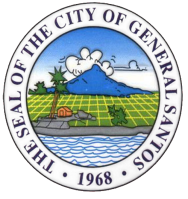 THE SEAL OF THE CITY OF GENERAL SANTOS
• 1968 •